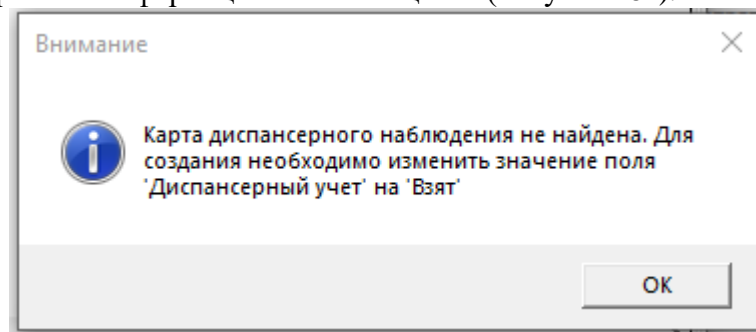 Внимание
Карта диспансерного наблюдения не найдена. Для
создания необходимо изменить значение поля
'Диспансерный учет' на 'Взят'
OK